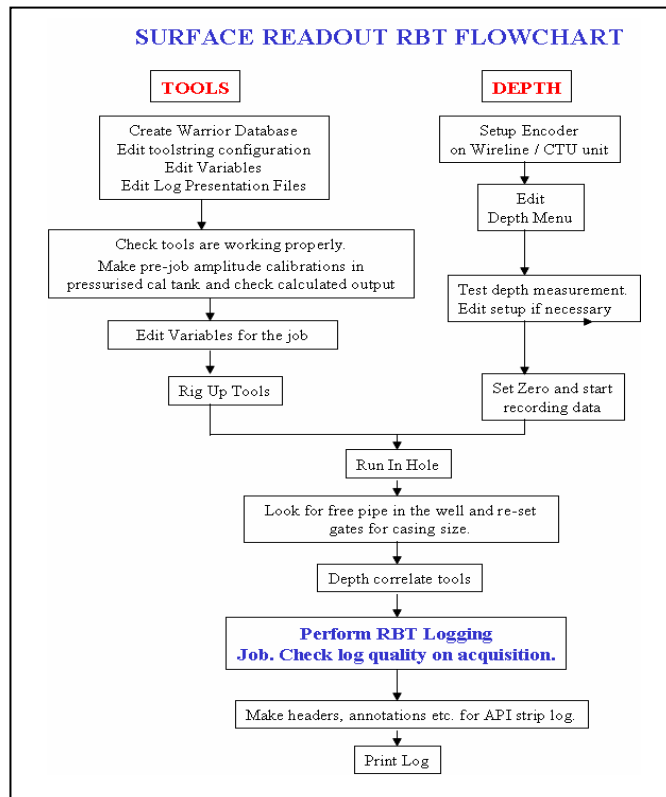 SURFACE READOUT RBT FLOWCHART
TOOLS
Create Warrior Database
Edit toolstring configuration
Edit Variables
Edit Log Presentation Files
Check tools are working properly.
Make pre-job amplitude calibrations in
pressurised cal tank and check calculated output
Edit Variables for the job
Rig Up Tools
DEPTH
Setup Encoder
on Wireline / CTU unit
Edit
Depth Menu
Test depth measurement.
Edit setup if necessary
Set Zero and start
recording data
Run In Hole
Look for free pipe in the well and re-set
gates for casing size.
Depth correlate tools
Perform RBT Logging
Job. Check log quality on acquisition.
Make headers, annotations etc. for API strip log.
Print Log